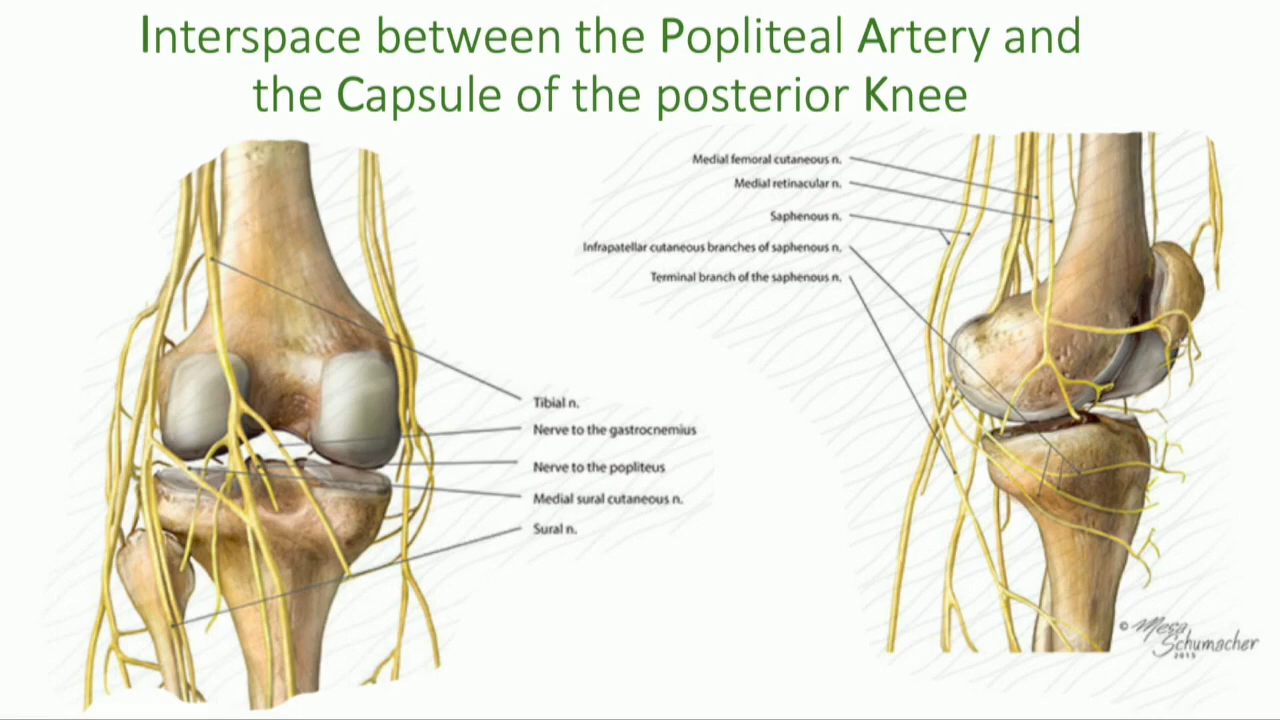 Interspace between the Popliteal Artery and
the Capsule of the posterior Knee
Medial femoral cutaneous n.
Medial retinacular n.
Saphenous n.
Infrapatellar cutaneous branches of saphenous n.
Terminal branch of the saphenous n.
Tibial n.
Nerve to the gastrocnemius
Nerve to the popliteus
Medial sural cutaneous n.
Sural n.
© Mesa
Schumacher
2015